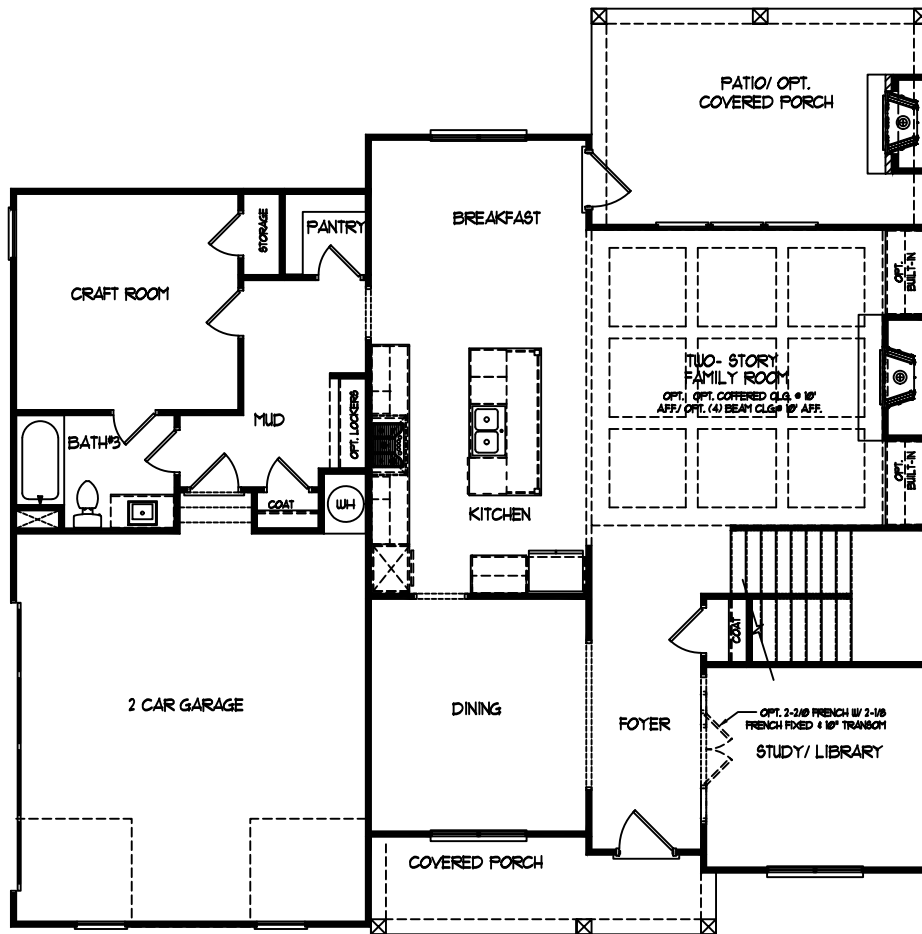 PATIO/ OPT.
COVERED PORCH
BREAKFAST
STORAGE
PANTRY
CRAFT ROOM
OPT.
BUILT-IN
TWO- STORY
FAMILY ROOM
OPT./ OPT. COFFERED CLG. @ 10'
AFF./ OPT. (4) BEAM CLG @ 10' AFF.
MUD
OPT. LOCKERS
BATH#3
OPT.
BUILT-IN
COAT
WH
KITCHEN
COAT
2 CAR GARAGE
DINING
FOYER
OPT. 2-2/0 FRENCH W/ 2-1/8
FRENCH FIXED & 10" TRANSOM
STUDY/ LIBRARY
COVERED PORCH